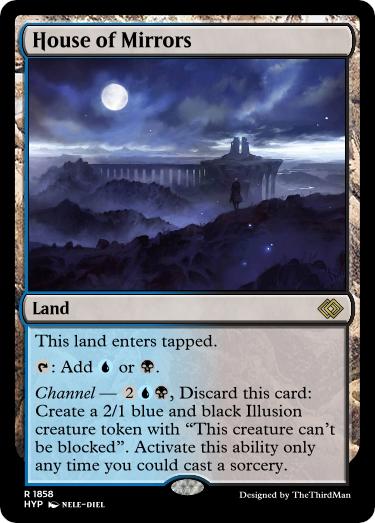 House of Mirrors
Land
This land enters tapped.
: Add or .
Channel — 2 , Discard this card:
Create a 2/1 blue and black Illusion
creature token with “This creature can’t
be blocked”. Activate this ability only
any time you could cast a sorcery.
R 1858
HYP NELE-DIEL
Designed by TheThirdMan